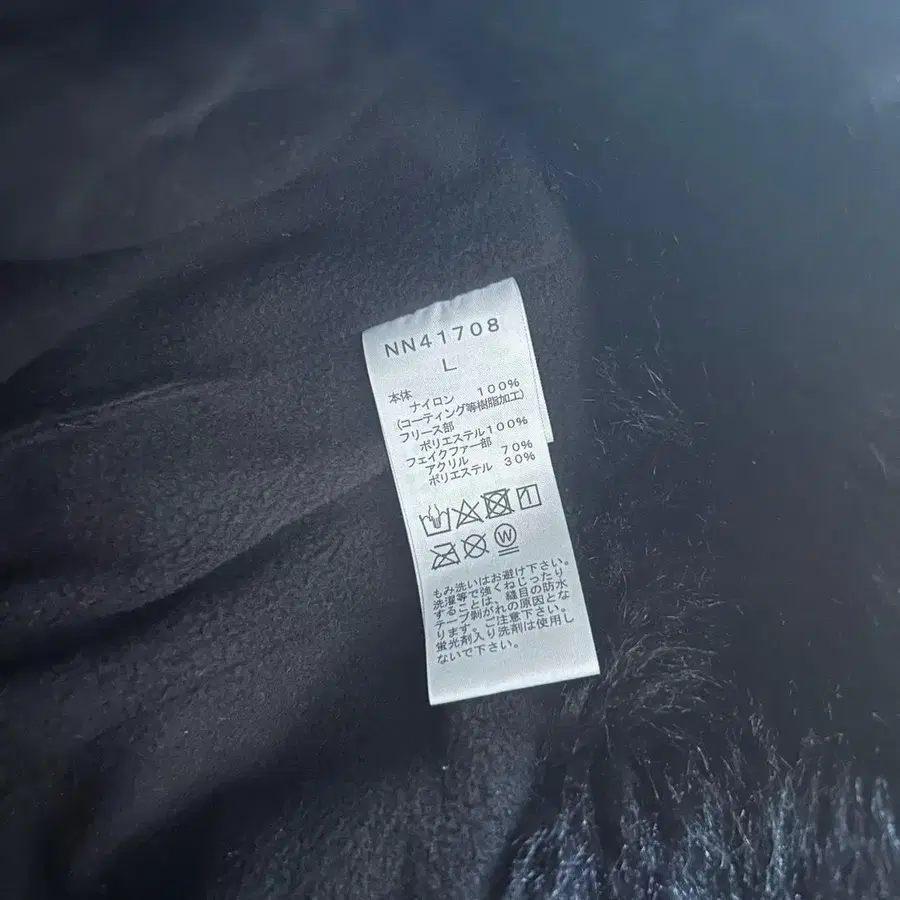 NN41708
L
本体
ナイロン 100%
(コーティング等樹脂加工)
フリース部
ポリエステル100%
フェイクファー部
アクリル 70%
ポリエステル 30%
W
もみ洗いはお避け下さい。
洗濯等で強くねじったり
することは、縫目の防水
テープ剥がれの原因とな
ります。ご注意下さい。
蛍光剤入り洗剤は使用し
ないで下さい。